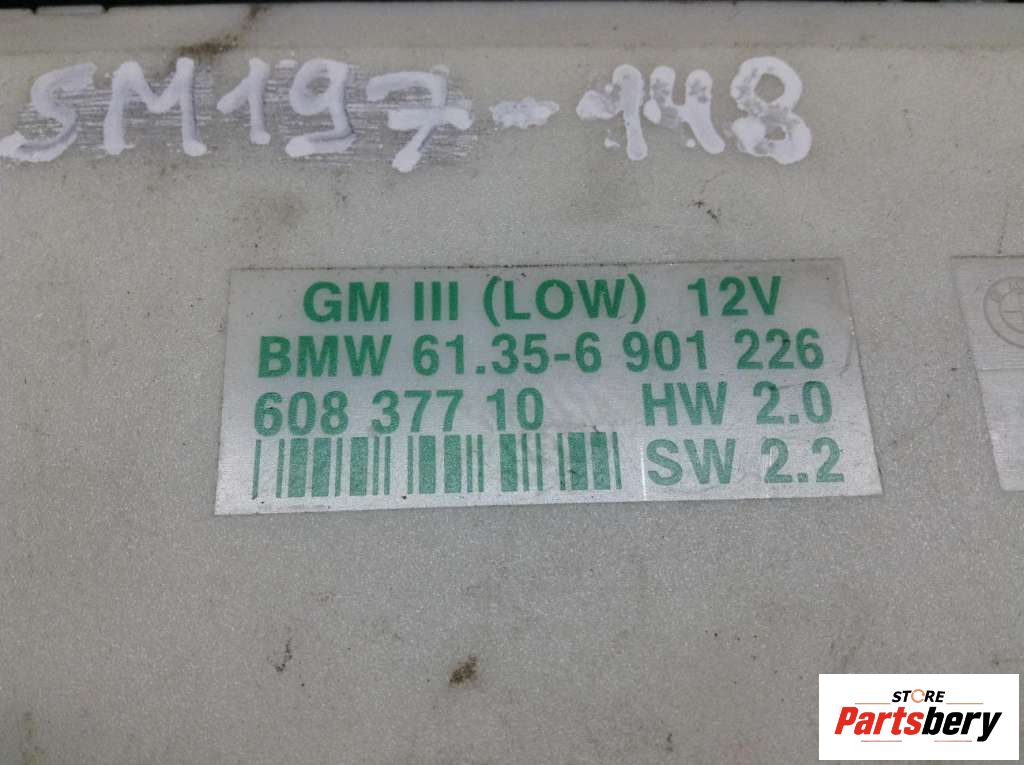 SM197-148
GM III (LOW) 12V
BMW 61.35-6 901 226
608 377 10 HW 2.0
SW 2.2
STORE
Partsbery